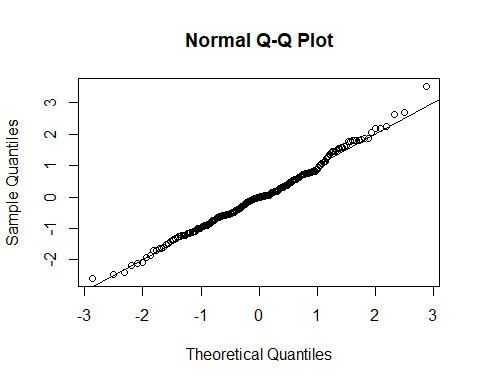 Normal Q-Q Plot
3
2
1
0
-1
-2
Sample Quantiles
-3 -2 -1 0 1 2 3
Theoretical Quantiles